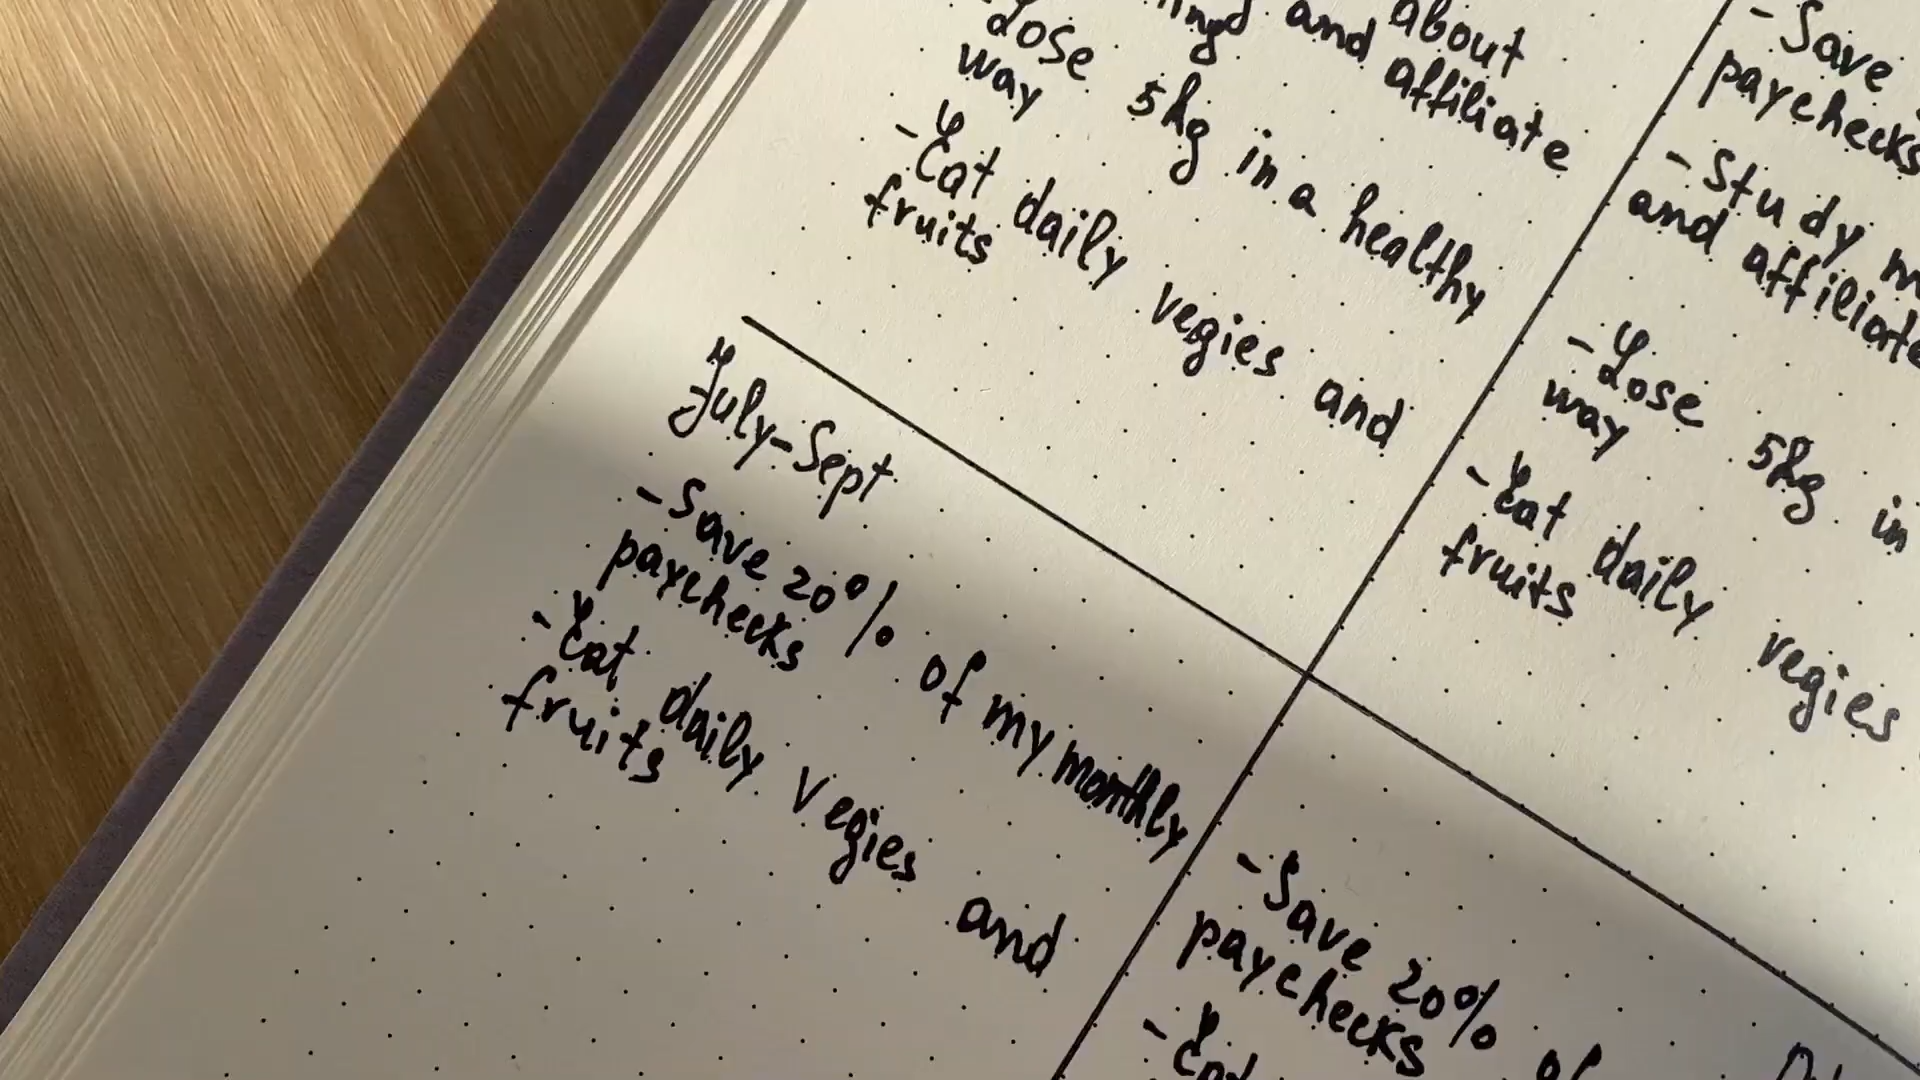 about
and affiliate
- Lose 5kg in a healthy
way
- Eat daily vegies and
fruits
July-Sept
- Save 20% of my monthly
paychecks
- Eat daily vegies and
fruits
- Save
paychecks
- Study
and affiliate
- Lose 5kg in
way
- Eat daily vegies
fruits
- Save 20% of
paychecks
- Eat